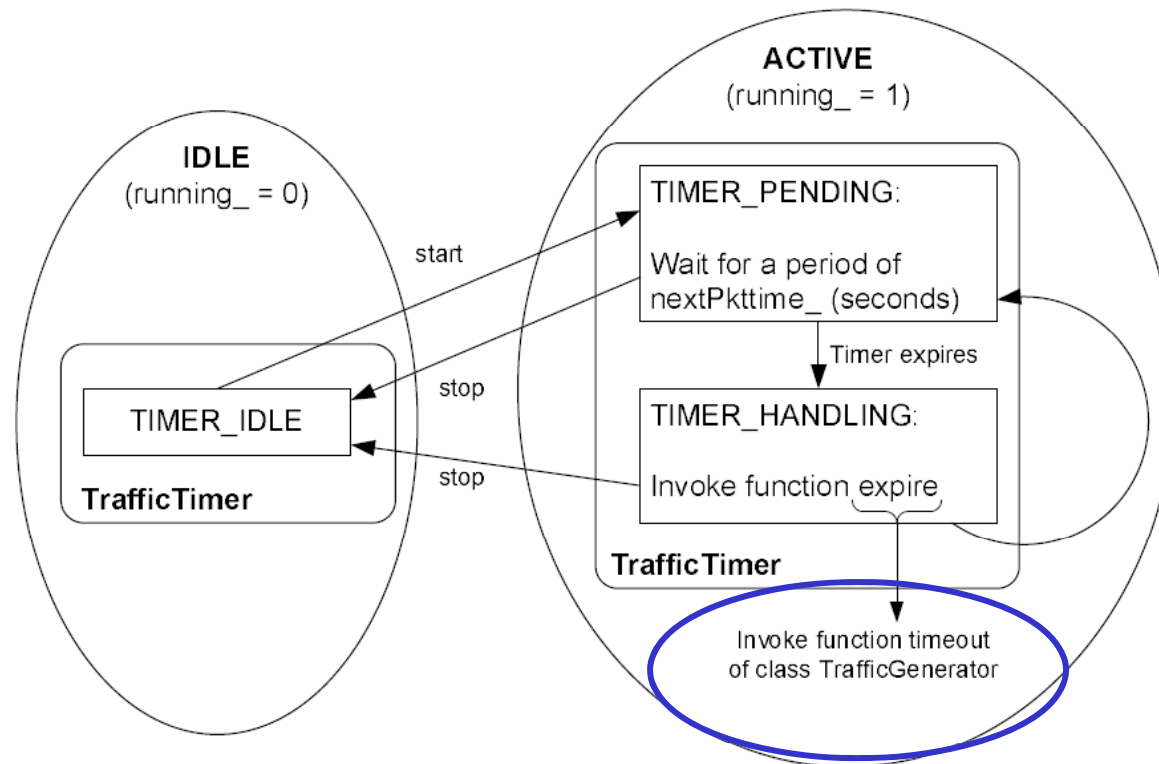 IDLE
(running_ = 0)
TIMER_IDLE
TrafficTimer
start
stop
stop
ACTIVE
(running_ = 1)
TIMER_PENDING:
Wait for a period of
nextPkttime_ (seconds)
Timer expires
TIMER_HANDLING:
Invoke function expire
TrafficTimer
Invoke function timeout
of class TrafficGenerator